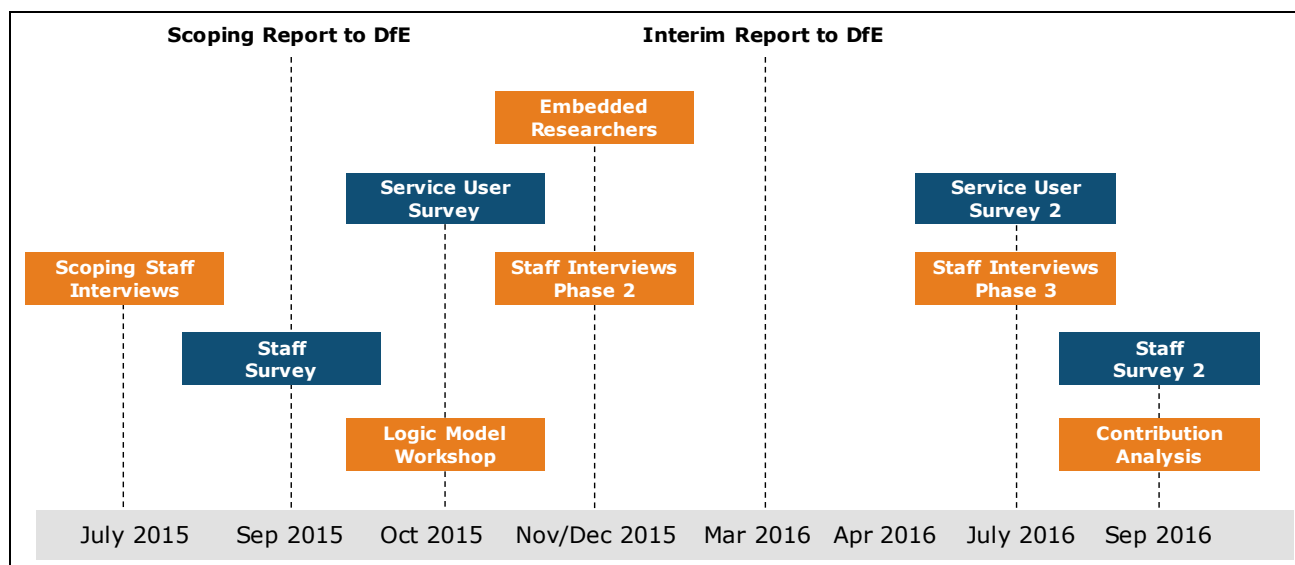 Scoping Report to DfE
Interim Report to DfE
Embedded
Researchers
Service User
Survey
Service User
Survey 2
Scoping Staff
Interviews
Staff Interviews
Phase 2
Staff Interviews
Phase 3
Staff
Survey
Staff
Survey 2
Logic Model
Workshop
Contribution
Analysis
July 2015
Sep 2015
Oct 2015
Nov/Dec 2015
Mar 2016
Apr 2016
July 2016
Sep 2016